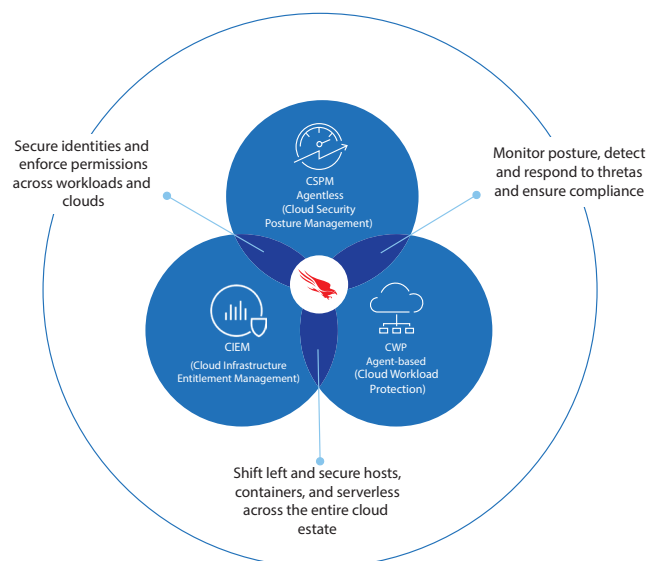 CSPM
Agentless
(Cloud Security
Posture Management)
Secure identities and
enforce permissions
across workloads and
clouds
Monitor posture, detect
and respond to thretas
and ensure compliance
CIEM
(Cloud Infrastructure
Entitlement Management)
CWP
Agent-based
(Cloud Workload
Protection)
Shift left and secure hosts,
containers, and serverless
across the entire cloud
estate